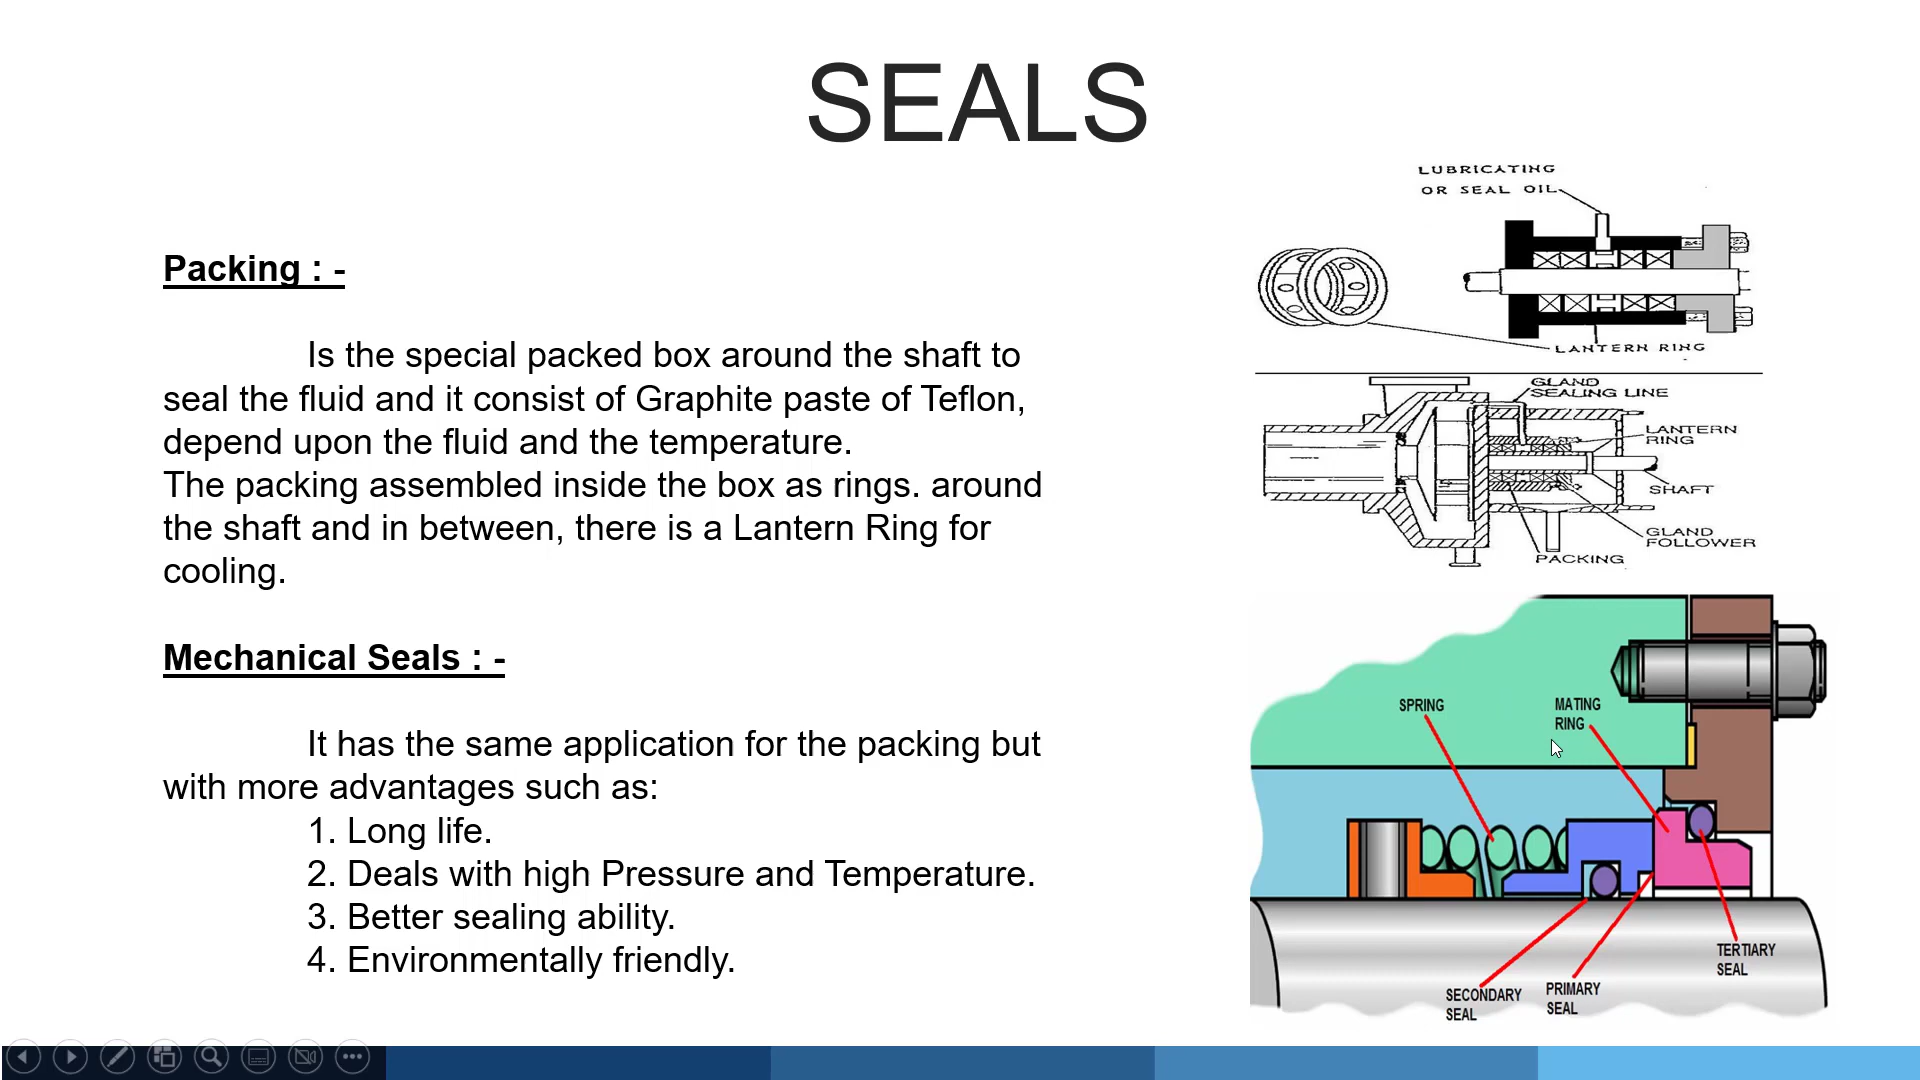 SEALS
Packing : -
Is the special packed box around the shaft to
seal the fluid and it consist of Graphite paste of Teflon,
depend upon the fluid and the temperature.
The packing assembled inside the box as rings. around
the shaft and in between, there is a Lantern Ring for
cooling.
Mechanical Seals : -
It has the same application for the packing but
with more advantages such as:
1. Long life.
2. Deals with high Pressure and Temperature.
3. Better sealing ability.
4. Environmentally friendly.
LUBRICATING
OR SEAL OIL
LANTERN RING
GLAND
SEALING LINE
LANTERN
RING
SHAFT
GLAND
FOLLOWER
PACKING
SPRING
MATING
RING
TERTIARY
SEAL
SECONDARY
SEAL
PRIMARY
SEAL